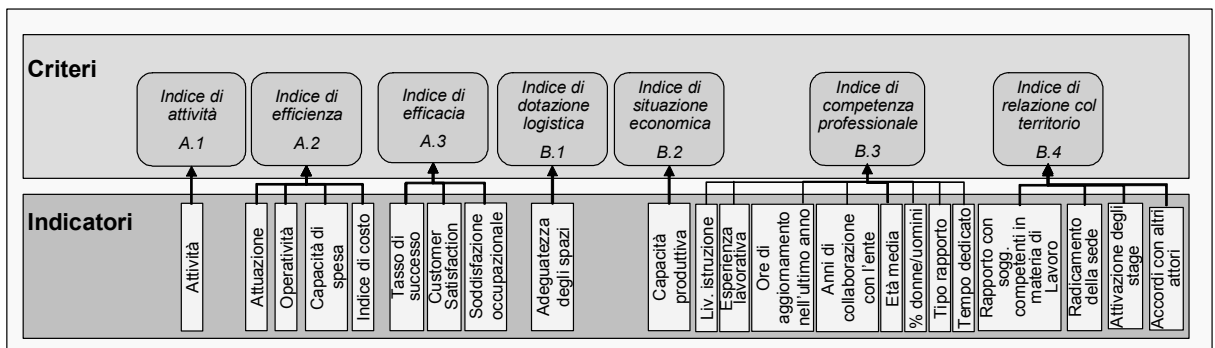 Criteri
Indice di
attività
A.1
Indice di
efficienza
A.2
Indice di
efficacia
A.3
Indice di
dotazione
logistica
B.1
Indice di
situazione
economica
B.2
Indice di
competenza
professionale
B.3
Indice di
relazione col
territorio
B.4
Indicatori
Attività
Attuazione
Operatività
Capacità di
spesa
Indice di costo
Tasso di
successo
Customer
Satisfaction
Soddisfazione
occupazionale
Adeguatezza
degli spazi
Capacità
produttiva
Liv. istruzione
Esperienza
lavorativa
Ore di
aggiornamento
nell'ultimo anno
Anni di
collaborazione
con l'ente
Età media
% donne/uomini
Tipo rapporto
Tempo dedicato
Rapporto con
sogg.
competenti in
materia di
Lavoro
Radicamento
della sede
Attivazione degli
stage
Accordi con altri
attori